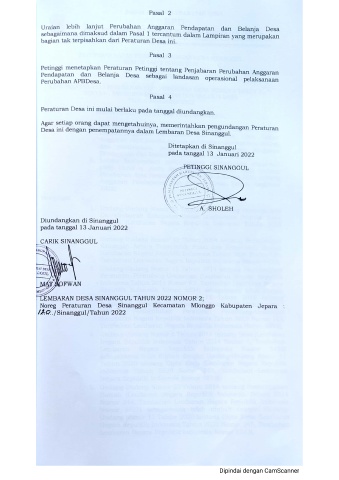 Pasal 2
Uraian lebih lanjut Perubahan Anggaran Pendapatan dan Belanja Desa
sebagaimana dimaksud dalam Pasal 1 tercantum dalam Lampiran yang merupakan
bagian tak terpisahkan dari Peraturan Desa ini.
Pasal 3
Petinggi menetapkan Peraturan Petinggi tentang Penjabaran Perubahan Anggaran
Pendapatan dan Belanja Desa sebagai landasan operasional pelaksanaan
Perubahan APBDesa.
Pasal 4
Peraturan Desa ini mulai berlaku pada tanggal diundangkan.
Agar setiap orang dapat mengetahuinya, memerintahkan pengundangan Peraturan
Desa ini dengan penempatannya dalam Lembaran Desa Sinanggul.
Ditetapkan di Sinanggul
pada tanggal 13 Januari 2022
PETINGGI SINANGGUL
A. SHOLEH
Diundangkan di Sinanggul
pada tanggal 13 Januari 2022
CARIK SINANGGUL
LEMBARAN DESA SINANGGUL TAHUN 2022 NOMOR 2;
Noreg Peraturan Desa Sinanggul Kecamatan Mlonggo Kabupaten Jepara :
/Sinanggul/Tahun 2022
Dipindai dengan CamScanner